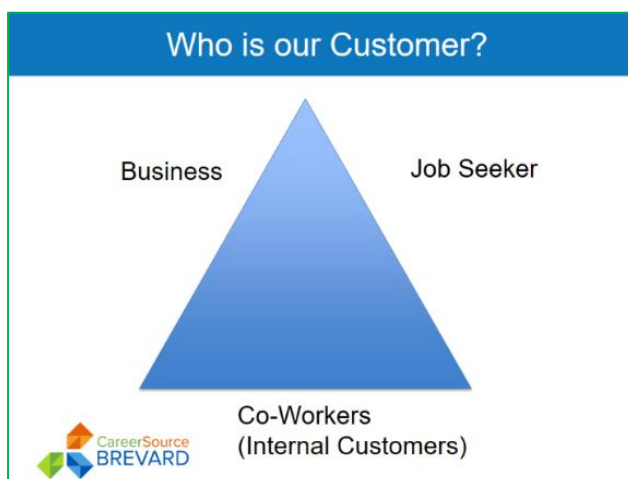 Who is our Customer?
Business
Job Seeker
Co-Workers
(Internal Customers)
CareerSource
BREVARD